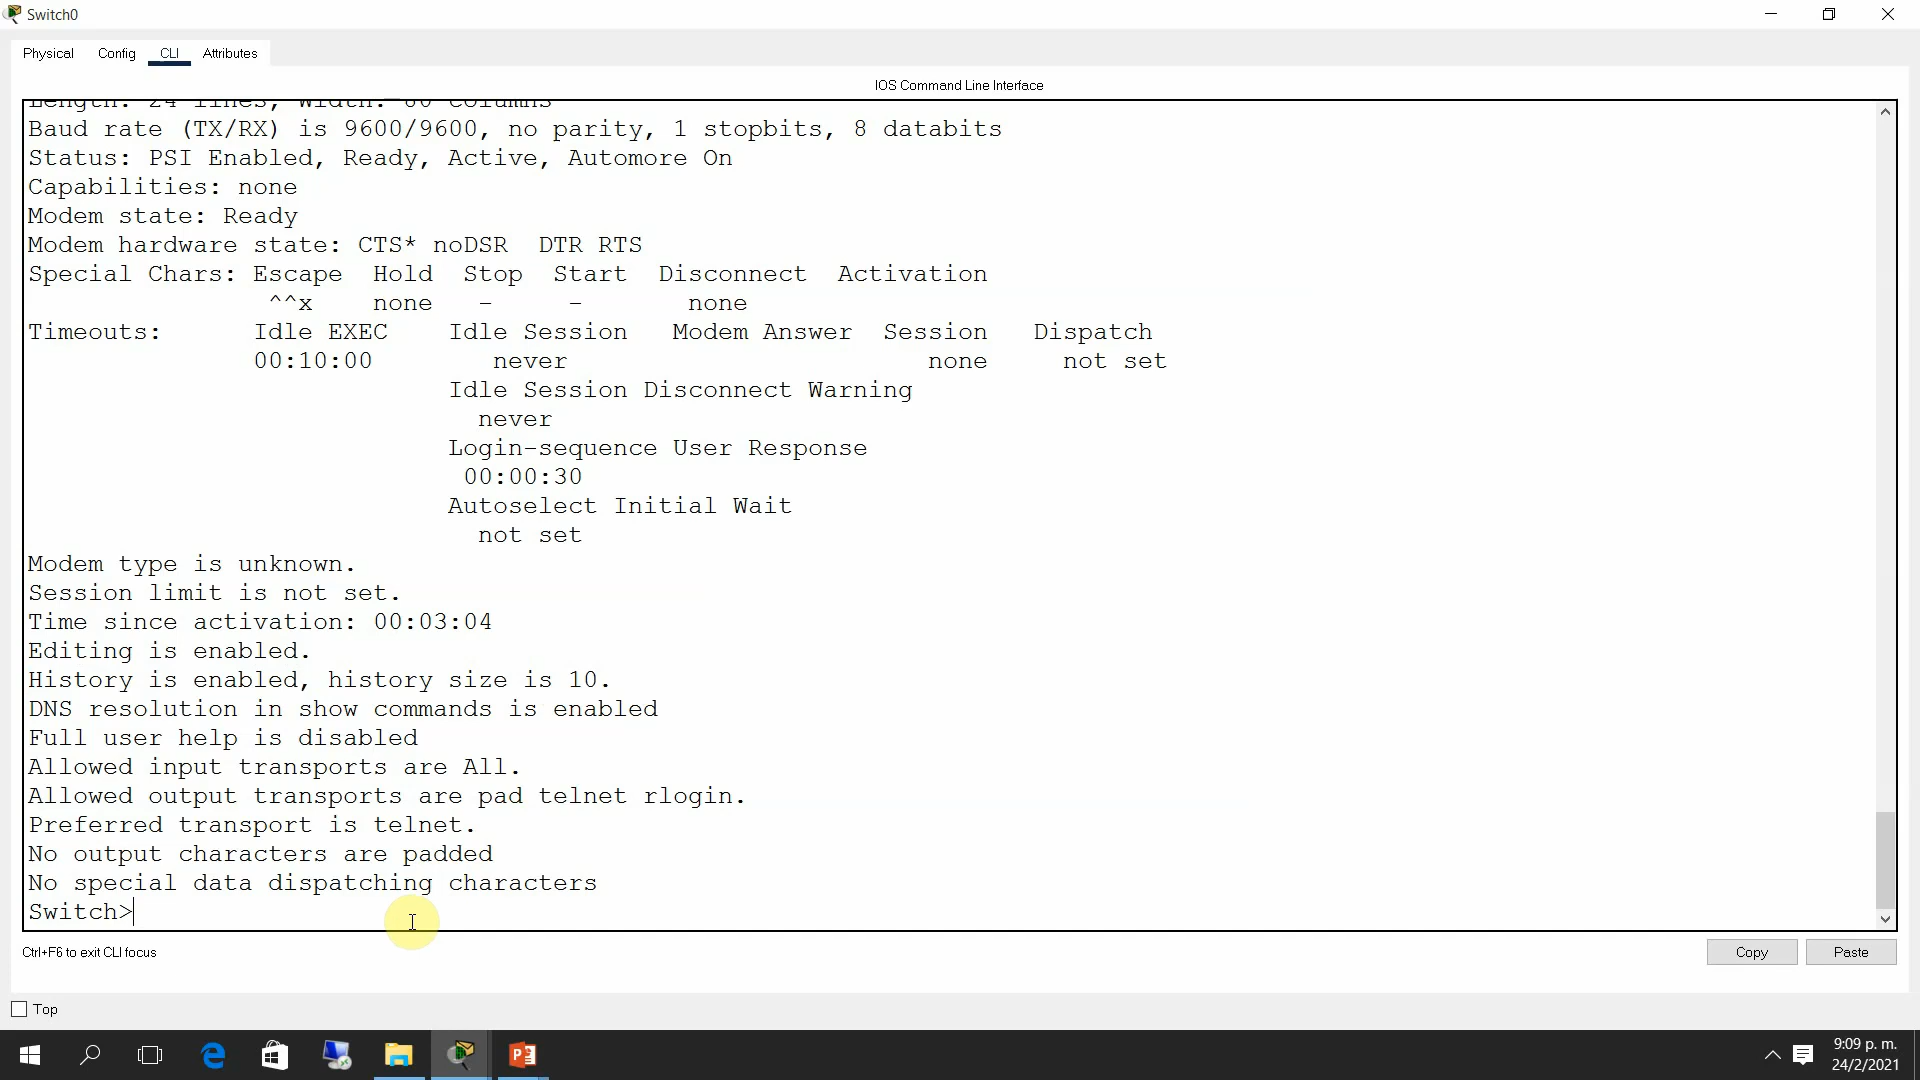 Switch0
Physical Config CLI Attributes
IOS Command Line Interface
Length: 24 lines, Width: 80 columns
Baud rate (TX/RX) is 9600/9600, no parity, 1 stopbits, 8 databits
Status: PSI Enabled, Ready, Active, Automore On
Capabilities: none
Modem state: Ready
Modem hardware state: CTS* noDSR  DTR RTS
Special Chars: Escape  Hold  Stop  Start  Disconnect  Activation
                ^^x    none   -     -       none
Timeouts:      Idle EXEC    Idle Session   Modem Answer  Session   Dispatch
               00:10:00        never                        none     not set
                            Idle Session Disconnect Warning
                              never
                            Login-sequence User Response
                             00:00:30
                            Autoselect Initial Wait
                              not set
Modem type is unknown.
Session limit is not set.
Time since activation: 00:03:04
Editing is enabled.
History is enabled, history size is 10.
DNS resolution in show commands is enabled
Full user help is disabled
Allowed input transports are All.
Allowed output transports are pad telnet rlogin.
Preferred transport is telnet.
No output characters are padded
No special data dispatching characters
Switch>
Ctrl+F6 to exit CLI focus
Copy Paste
Top
9:09 p. m.
24/2/2021